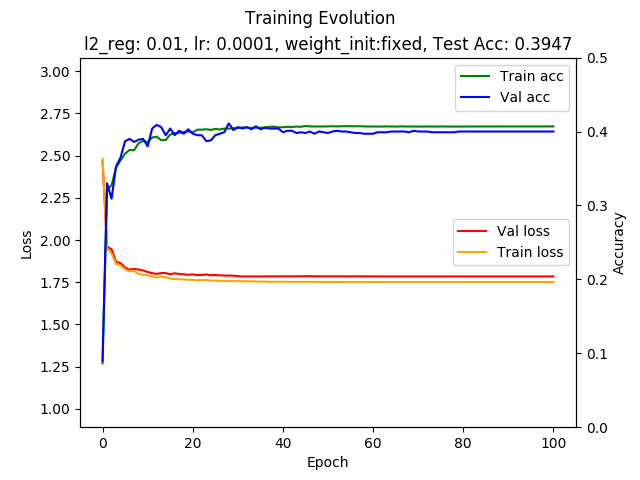 Training Evolution
l2_reg: 0.01, lr: 0.0001, weight_init:fixed, Test Acc: 0.3947
3.00
2.75
2.50
2.25
2.00
1.75
1.50
1.25
1.00
Loss
0.5
0.4
0.3
0.2
0.1
0.0
Accuracy
Train acc
Val acc
Val loss
Train loss
0
20
40
60
80
100
Epoch